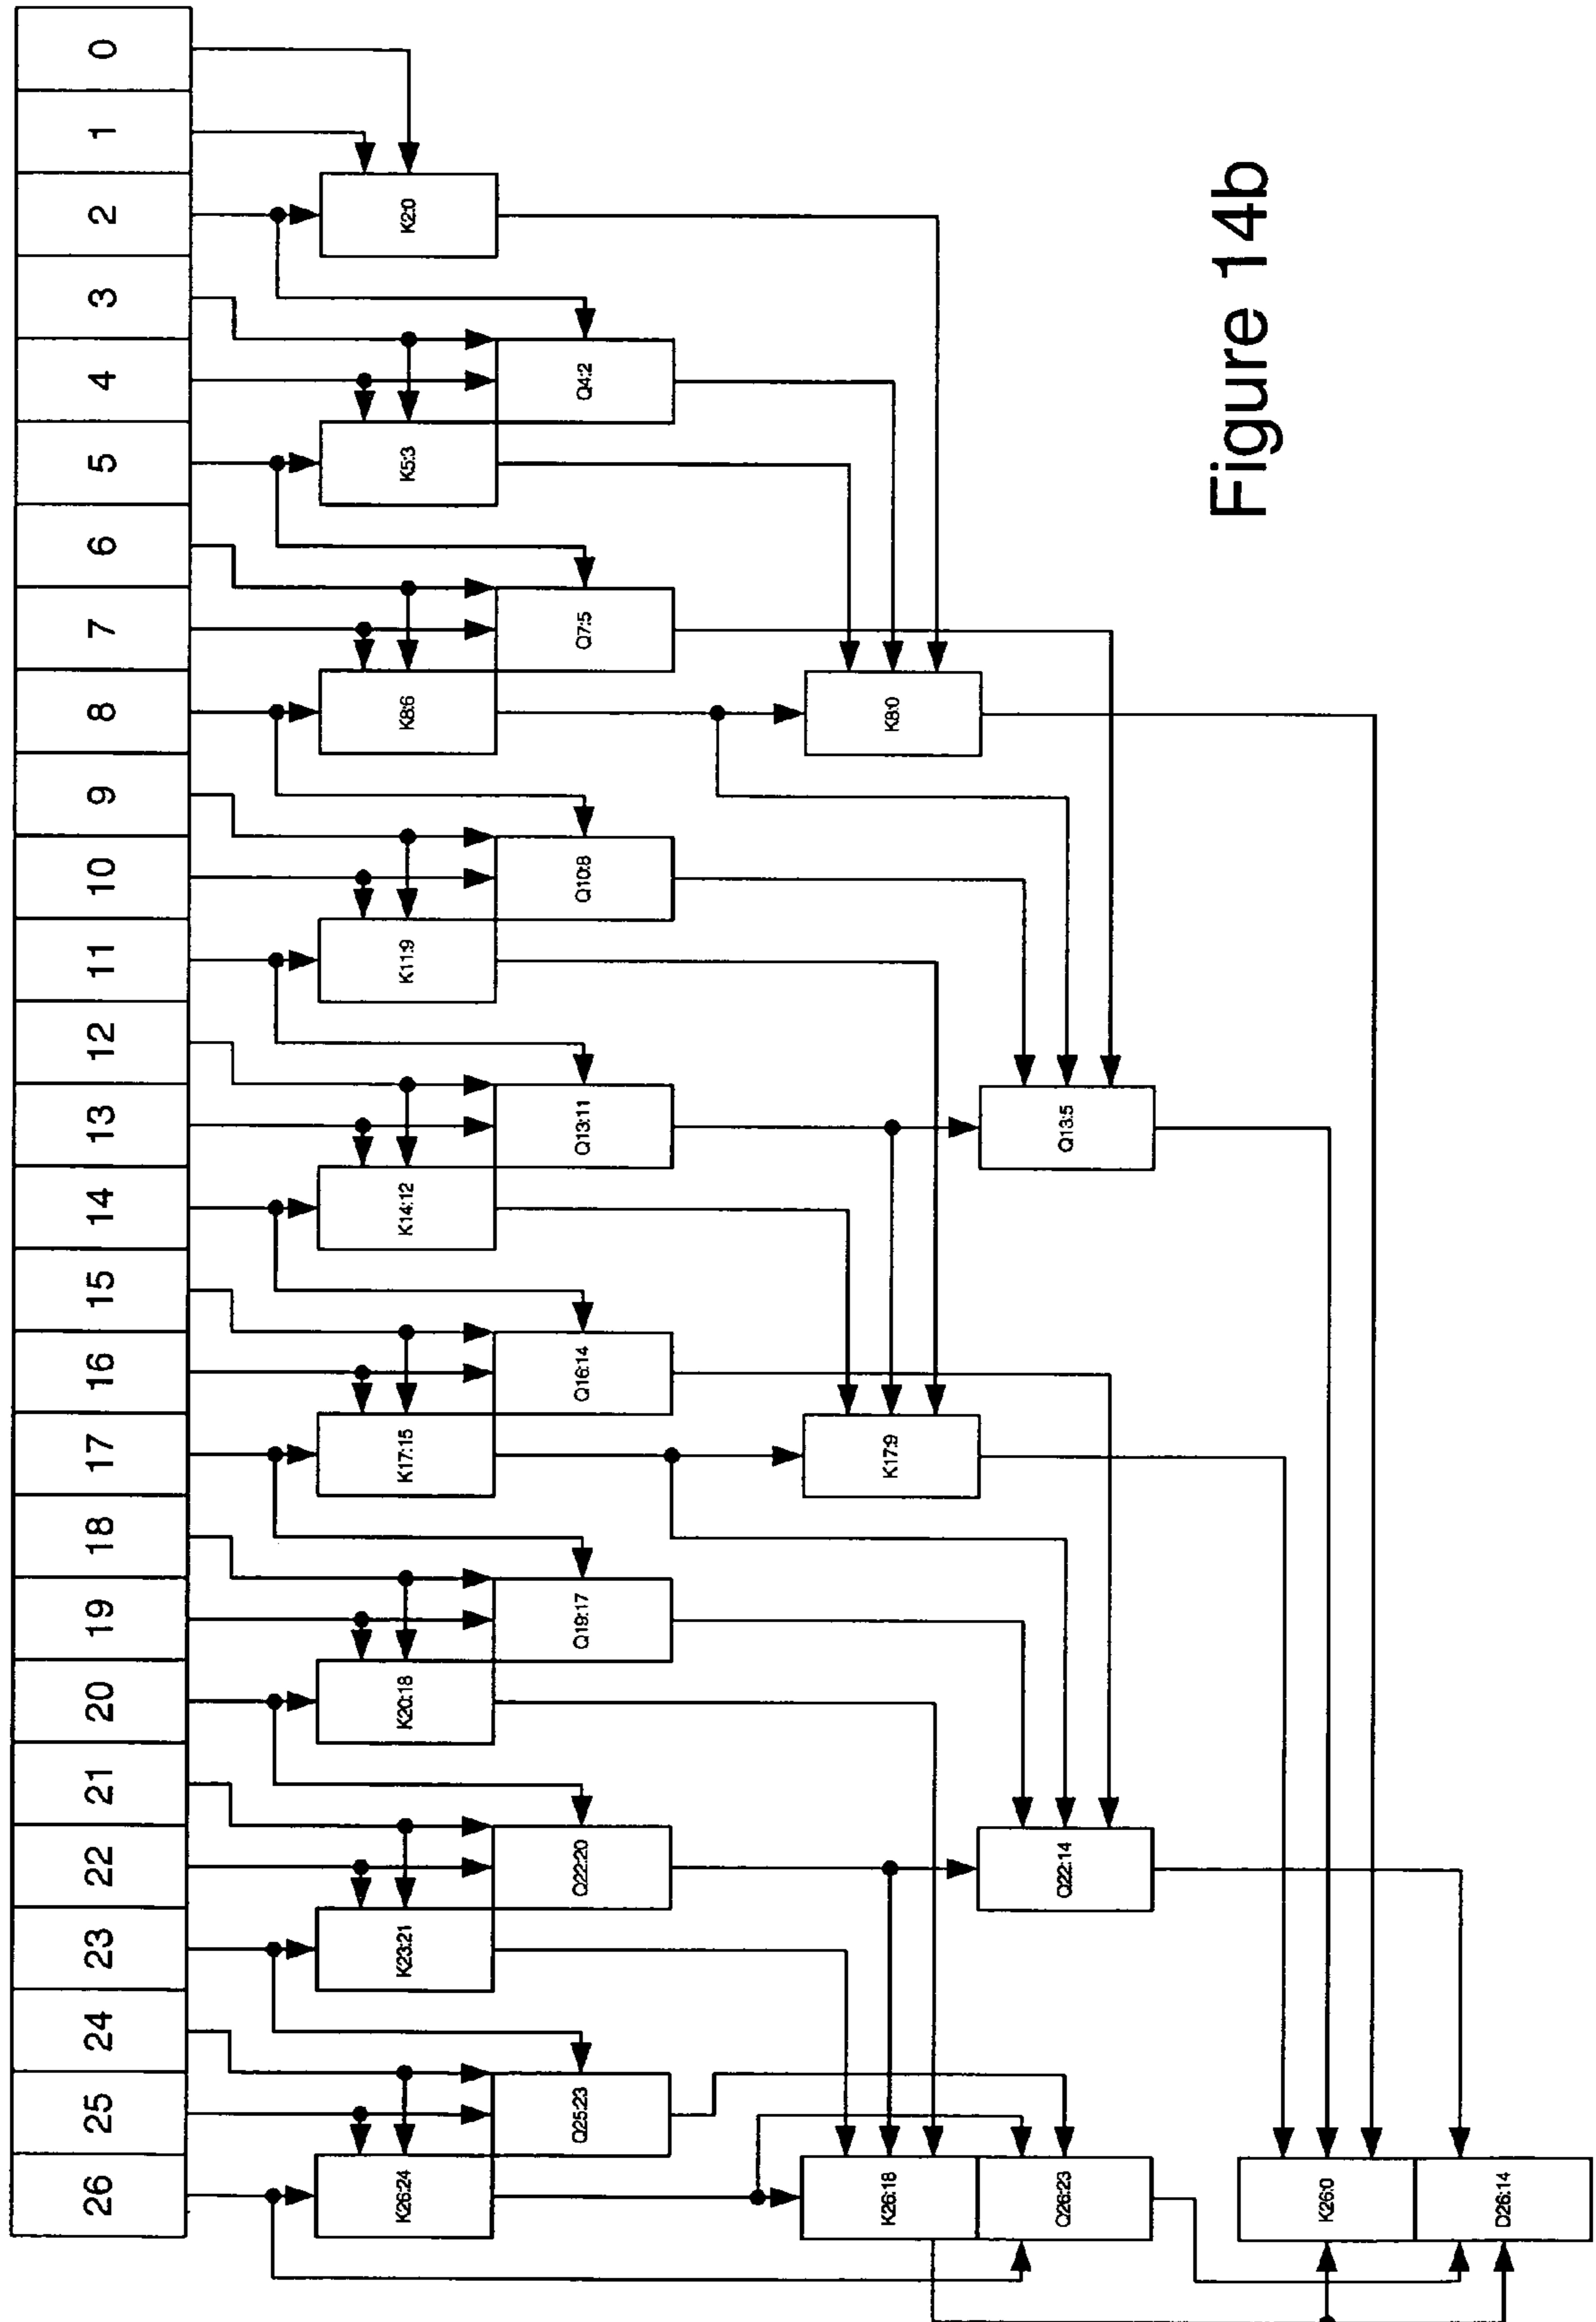 26 25 24 23 22 21 20 19 18 17 16 15 14 13 12 11 10 9 8 7 6 5 4 3 2 1 0
K26:24 K23:21 K20:18 K17:15 K14:12 K11:9 K8:6 K5:3 K2:0
Q25:23 Q22:20 Q19:17 Q16:14 Q13:11 Q10:8 Q7:5 Q4:2
K26:18 K17:9 K8:0
Q26:23 Q22:14 Q13:5
K26:0
D26:14
Figure 14b